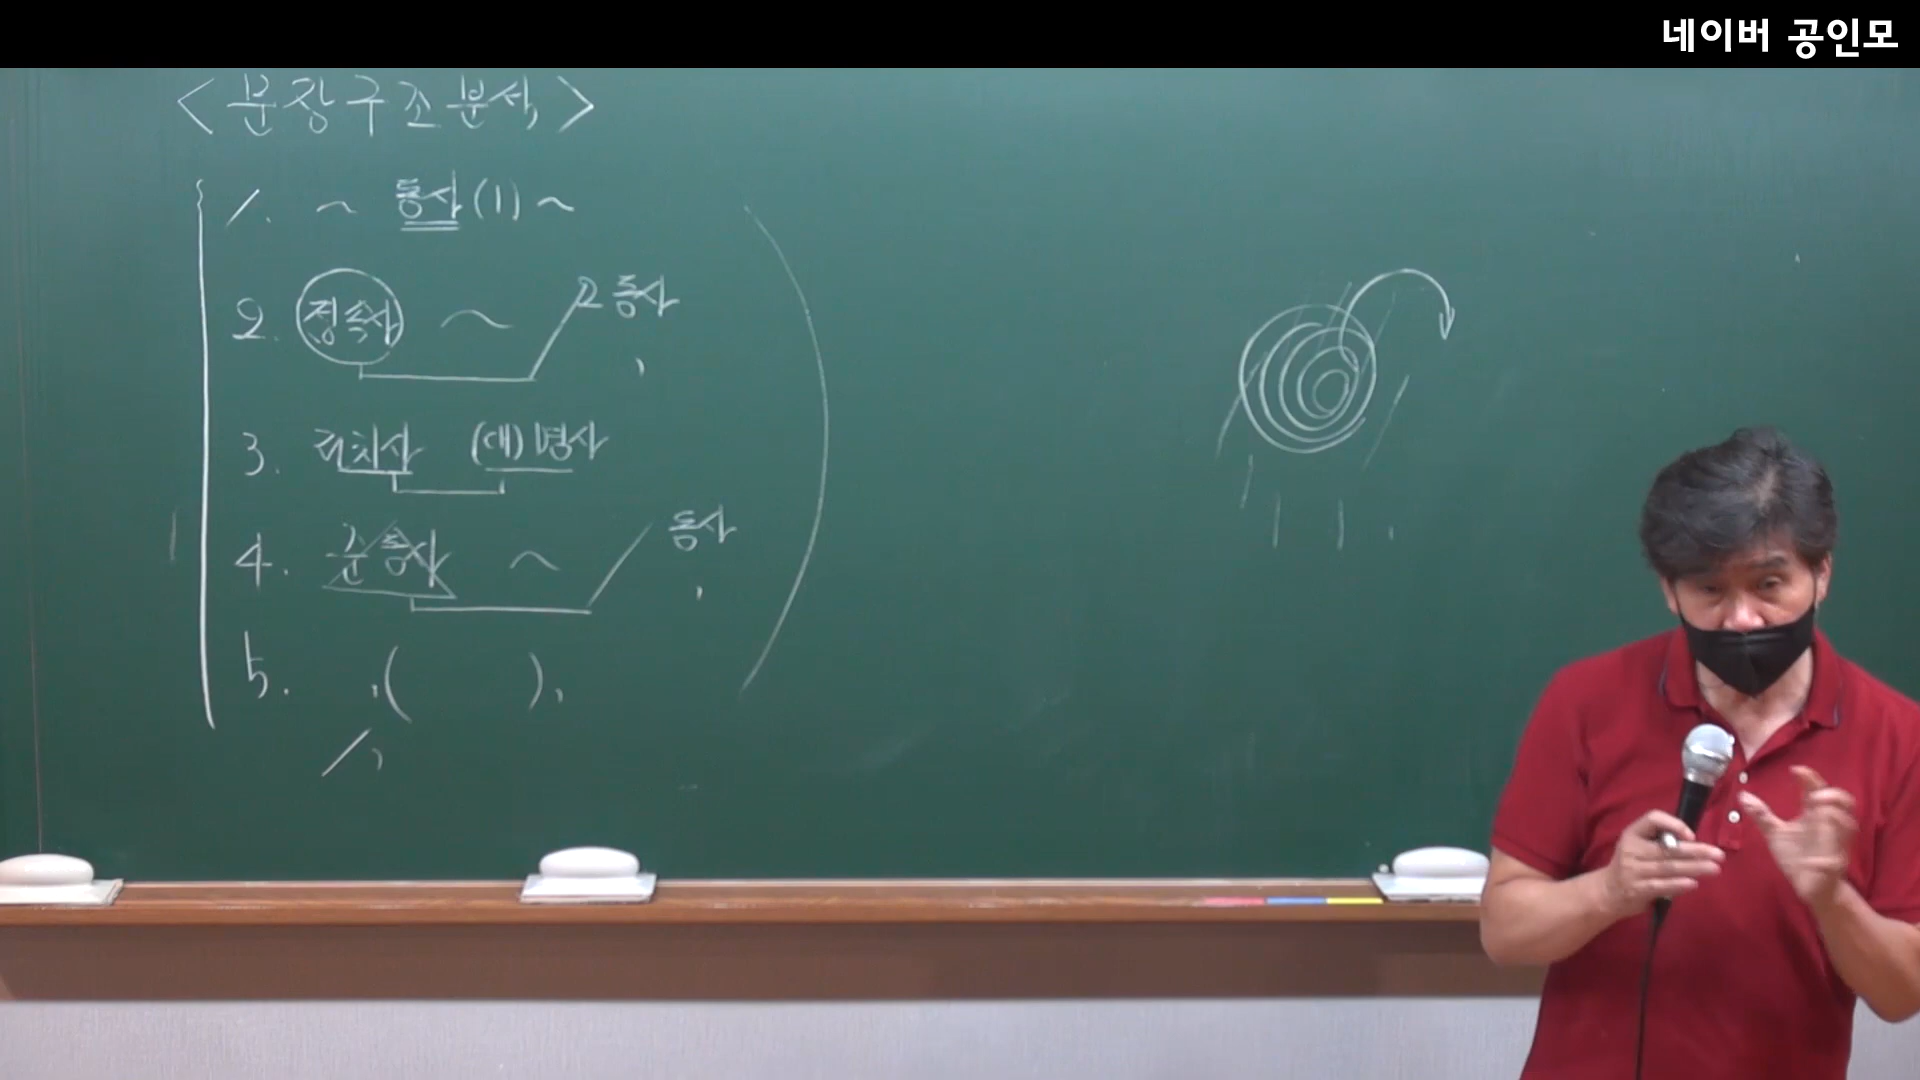 네이버 공인모
<문장구조분석>
1. ~ 동사(1) ~
2. 접속사 ~ 2동사
,
3. 전치사 (대)명사
4. 준동사 ~ 동사
,
5. ,( ),
/,